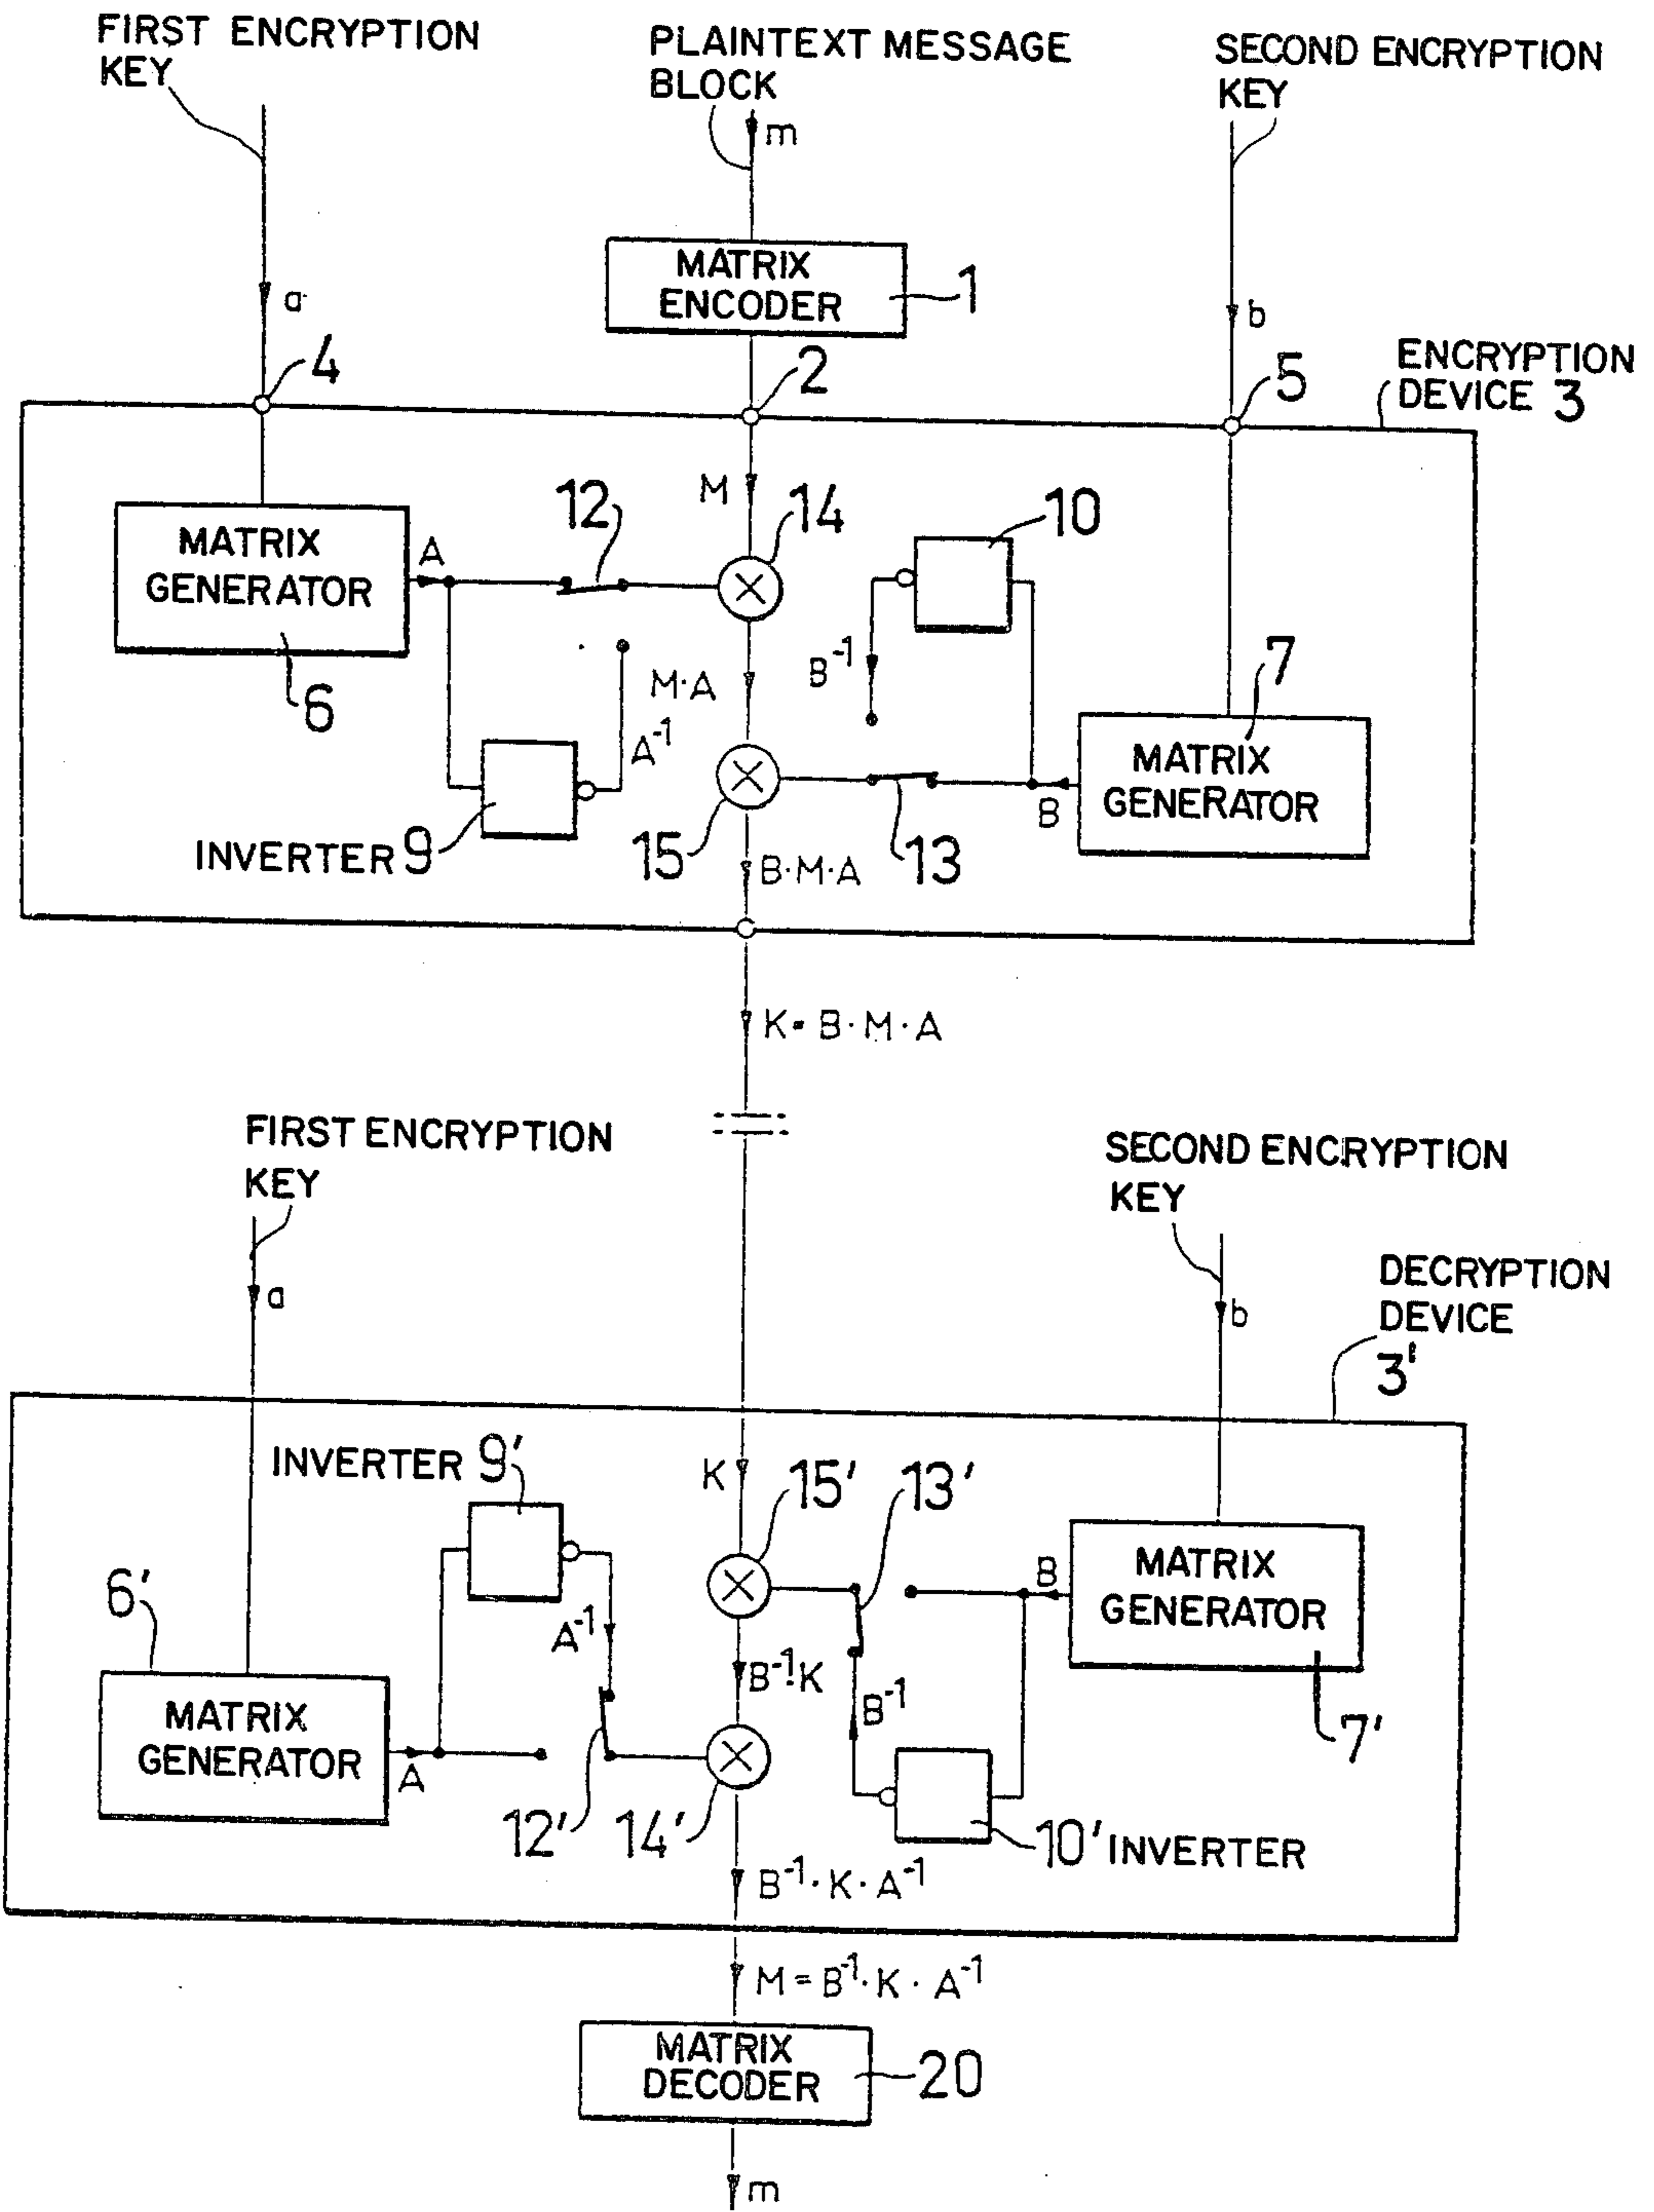 FIRST ENCRYPTION
KEY
PLAINTEXT MESSAGE
BLOCK
SECOND ENCRYPTION
KEY
m
a
b
MATRIX
ENCODER
1
4
2
5
ENCRYPTION
DEVICE 3
M
12
14
10
MATRIX
GENERATOR
A
6
M·A
B⁻¹
7
A⁻¹
MATRIX
GENERATOR
B
INVERTER 9
15
13
B·M·A
K=B·M·A
FIRST ENCRYPTION
KEY
SECOND ENCRYPTION
KEY
a
b
DECRYPTION
DEVICE
3'
INVERTER 9'
K
15'
13'
6'
A⁻¹
B
MATRIX
GENERATOR
B⁻¹·K
B⁻¹
7'
MATRIX
GENERATOR
A
12'
14'
10' INVERTER
B⁻¹·K·A⁻¹
M=B⁻¹·K·A⁻¹
MATRIX
DECODER
20
m